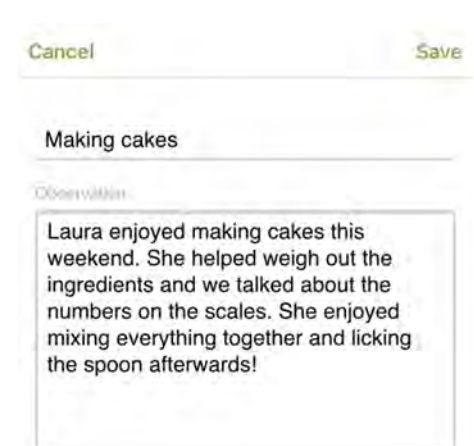 Cancel Save
Making cakes
Observation
Laura enjoyed making cakes this
weekend. She helped weigh out the
ingredients and we talked about the
numbers on the scales. She enjoyed
mixing everything together and licking
the spoon afterwards!